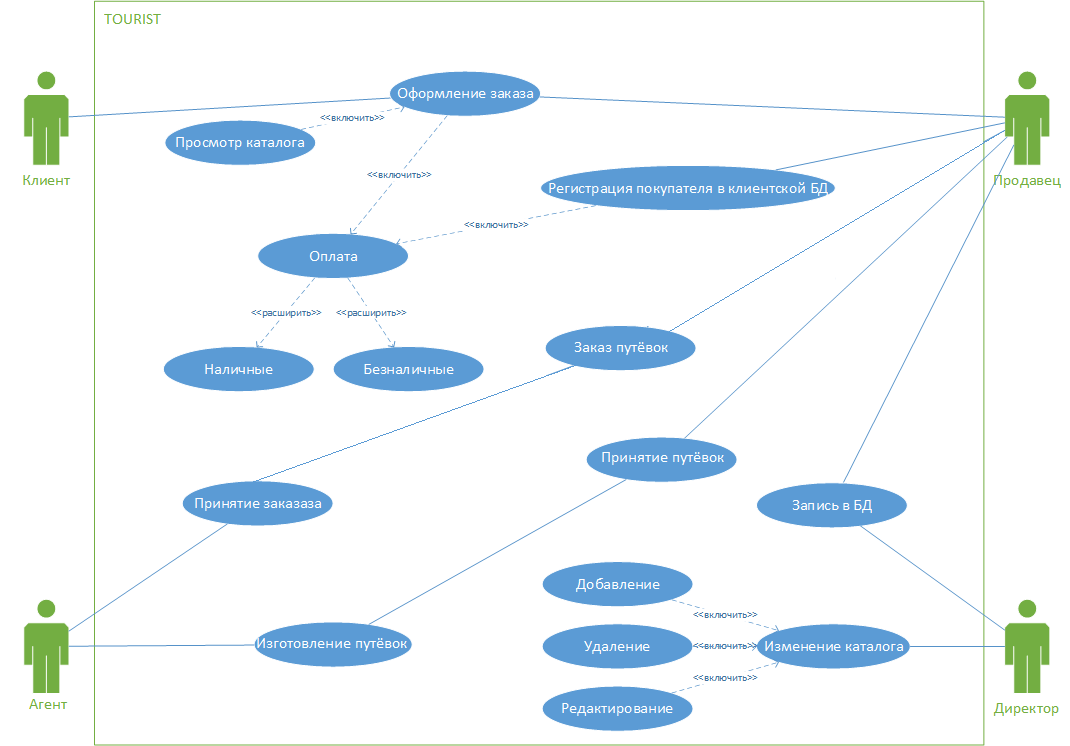 TOURIST
Оформление заказа
<<включить>>
Просмотр каталога
Клиент
Продавец
<<включить>>
Регистрация покупателя в клиентской БД
<<включить>>
Оплата
<<расширить>>
<<расширить>>
Заказ путёвок
Наличные
Безналичные
Принятие путёвок
Принятие заказаза
Запись в БД
Добавление
<<включить>>
Изготовление путёвок
Удаление
<<включить>>
Изменение каталога
<<включить>>
Агент
Редактирование
Директор